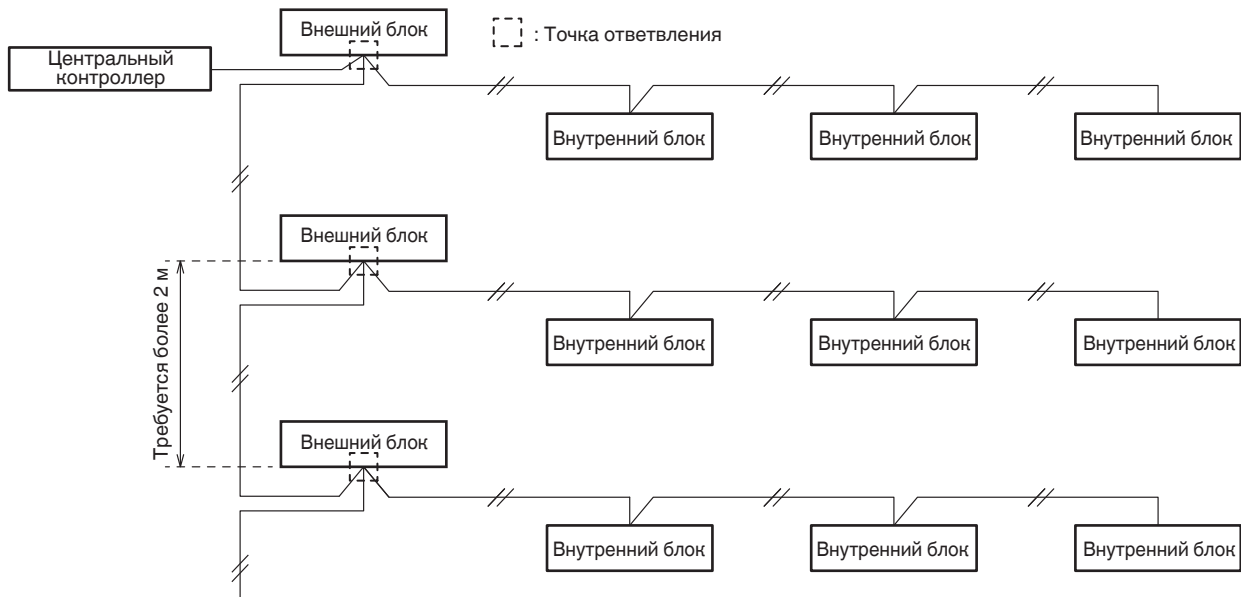 Внешний блок
: Точка ответвления
Центральный
контроллер
Внутренний блок
Внутренний блок
Внутренний блок
Внешний блок
Требуется более 2 м
Внутренний блок
Внутренний блок
Внутренний блок
Внешний блок
Внутренний блок
Внутренний блок
Внутренний блок